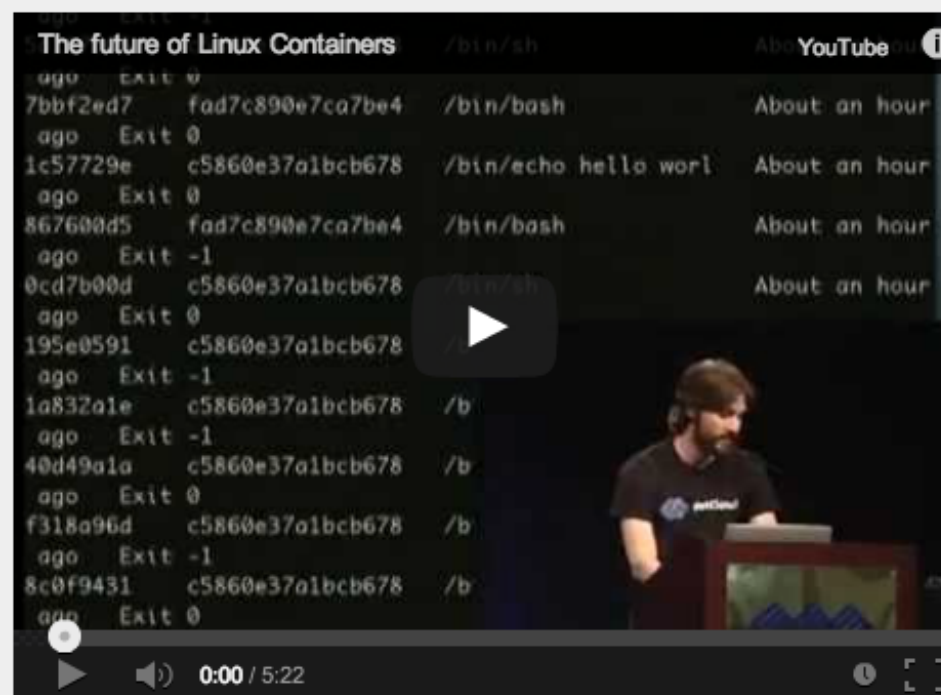 The future of Linux Containers YouTube
ago Exit 0
7bbf2ed7 fad7c890e7ca7be4 /bin/bash About an hour
ago Exit 0
1c57729e c5860e37a1bcb678 /bin/echo hello worl About an hour
ago Exit 0
867600d5 fad7c890e7ca7be4 /bin/bash About an hour
ago Exit -1
0cd7b00d c5860e37a1bcb678 /bin/sh About an hour
ago Exit 0
195e0591 c5860e37a1bcb678
ago Exit -1
1a832a1e c5860e37a1bcb678 /b
ago Exit -1
40d49a1a c5860e37a1bcb678 /b
ago Exit 0
f318a96d c5860e37a1bcb678 /b
ago Exit -1
8c0f9431 c5860e37a1bcb678 /b
ago Exit 0
dotCloud
0:00 / 5:22